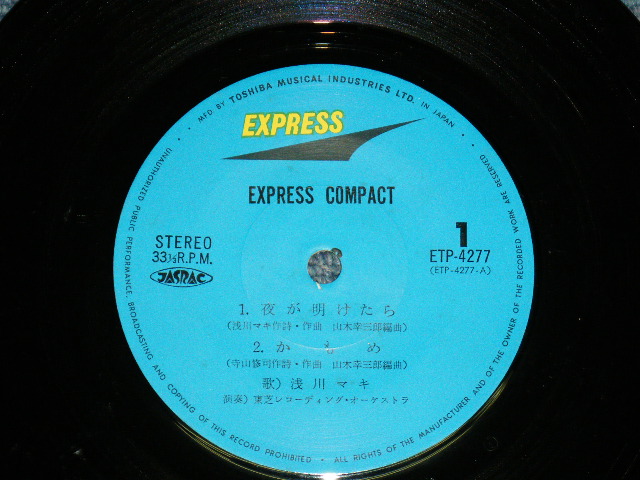 MFD BY TOSHIBA MUSICAL INDUSTRIES LTD. IN JAPAN
EXPRESS
EXPRESS COMPACT
STEREO
33⅓R.P.M.
JASRAC
1
ETP-4277
(ETP-4277-A)
1. 夜が明けたら
(浅川マキ作詩・作曲 山木幸三郎編曲)
2. かもめ
(寺山修司作詩・作曲 山木幸三郎編曲)
歌) 浅川マキ
演奏) 東芝レコーディング・オーケストラ
UNAUTHORIZED PUBLIC PERFORMANCE, BROADCASTING AND COPYING OF THIS RECORD PROHIBITED • ALL RIGHTS OF THE MANUFACTURER AND OF THE OWNER OF THE RECORDED WORK ARE RESERVED